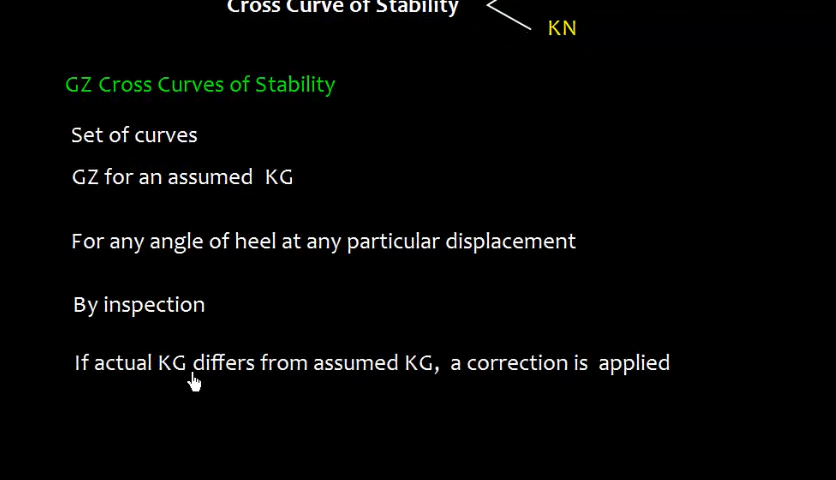 Cross Curve of Stability
KN
GZ Cross Curves of Stability
Set of curves
GZ for an assumed KG
For any angle of heel at any particular displacement
By inspection
If actual KG differs from assumed KG, a correction is applied